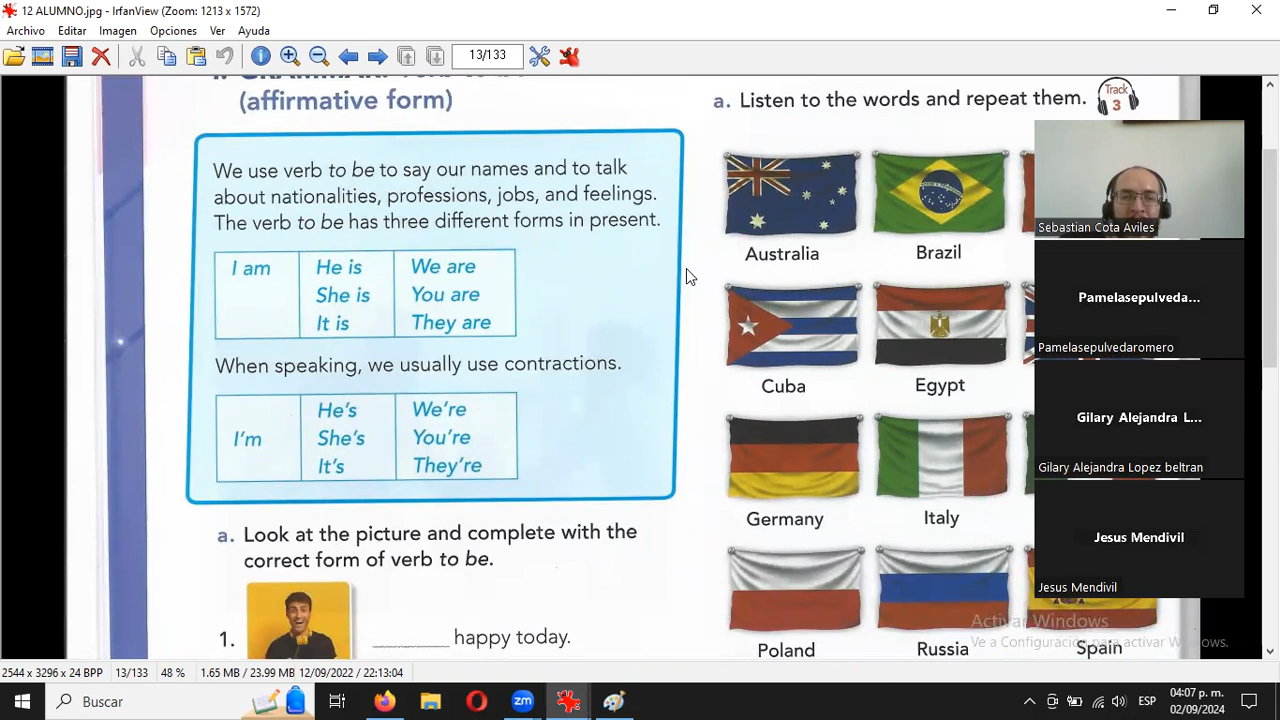 12 ALUMNO.jpg - IrfanView (Zoom: 1213 x 1572)
Archivo Editar Imagen Opciones Ver Ayuda
13/133
(affirmative form)
We use verb to be to say our names and to talk
about nationalities, professions, jobs, and feelings.
The verb to be has three different forms in present.
I am He is We are
She is You are
It is They are
When speaking, we usually use contractions.
He's We're
I'm She's You're
It's They're
a. Look at the picture and complete with the
correct form of verb to be.
1. ________ happy today.
a. Listen to the words and repeat them.
Track
3
Australia Brazil
Cuba Egypt
Germany Italy
Poland Russia Spain
Sebastian Cota Aviles
Pamelasepulveda...
Pamelasepulvedaromero
Gilary Alejandra L...
Gilary Alejandra Lopez beltran
Jesus Mendivil
Jesus Mendivil
Activar Windows
Ve a Configuración para activar Windows.
2544 x 3296 x 24 BPP 13/133 48 % 1.65 MB / 23.99 MB 12/09/2022 / 22:13:04
Buscar
zm
ESP
04:07 p. m.
02/09/2024